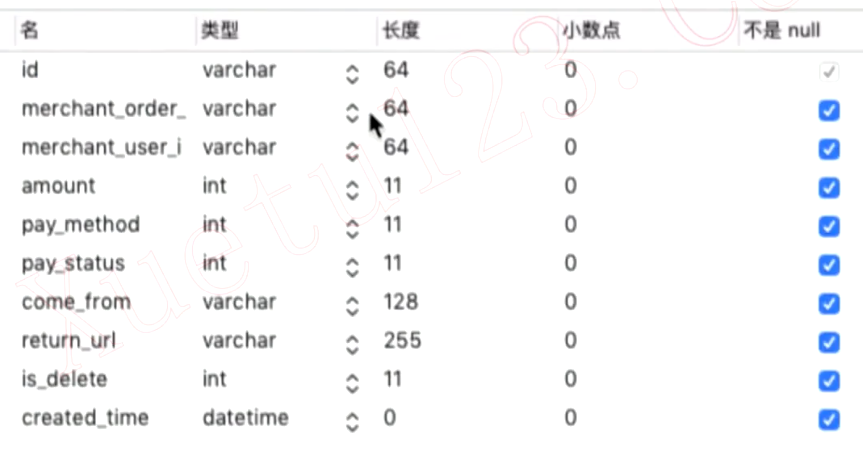 名 类型 长度 小数点 不是 null
id varchar 64 0
merchant_order_ varchar 64 0
merchant_user_i varchar 64 0
amount int 11 0
pay_method int 11 0
pay_status int 11 0
come_from varchar 128 0
return_url varchar 255 0
is_delete int 11 0
created_time datetime 0 0
Xuetu123.Co